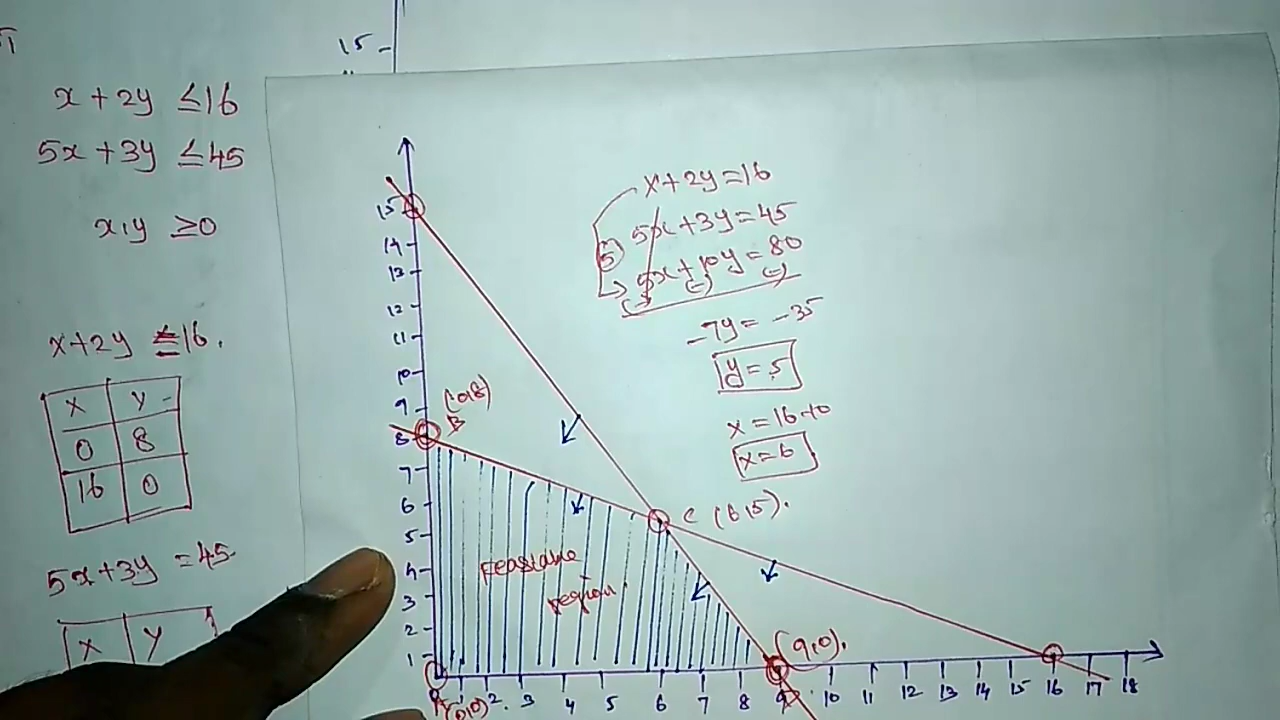 15
x + 2y ≤ 16
5x + 3y ≤ 45
x, y ≥ 0
x + 2y ≤ 16.
x y
0 8
16 0
5x + 3y = 45
x y
15
14
13
12
11
10
9
8
7
6
5
4
3
2
1
(0,8)
B
C (6,5).
feasible
region
(9,0).
(0,0)
1 2 3 4 5 6 7 8 9 10 11 12 13 14 15 16 17 18
x + 2y = 16
5x + 3y = 45
5 5x + 10y = 80
(-) (-) (-)
-7y = -35
y = 5
x = 16 - 10
x = 6